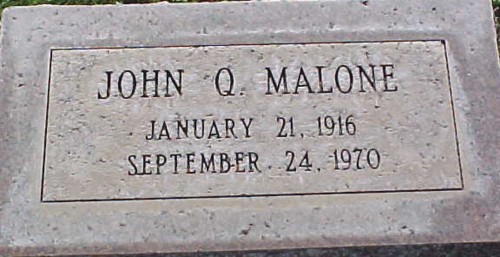 JOHN Q. MALONE
JANUARY 21, 1916
SEPTEMBER 24, 1970